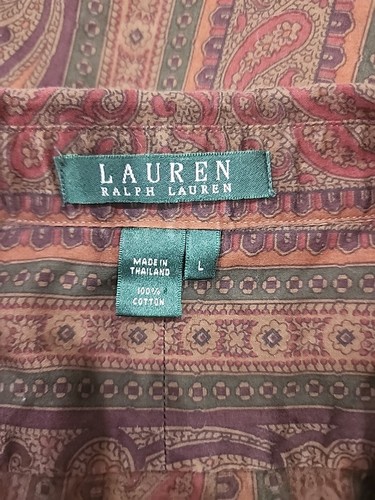 LAUREN
RALPH LAUREN
MADE IN
THAILAND
L
100%
COTTON